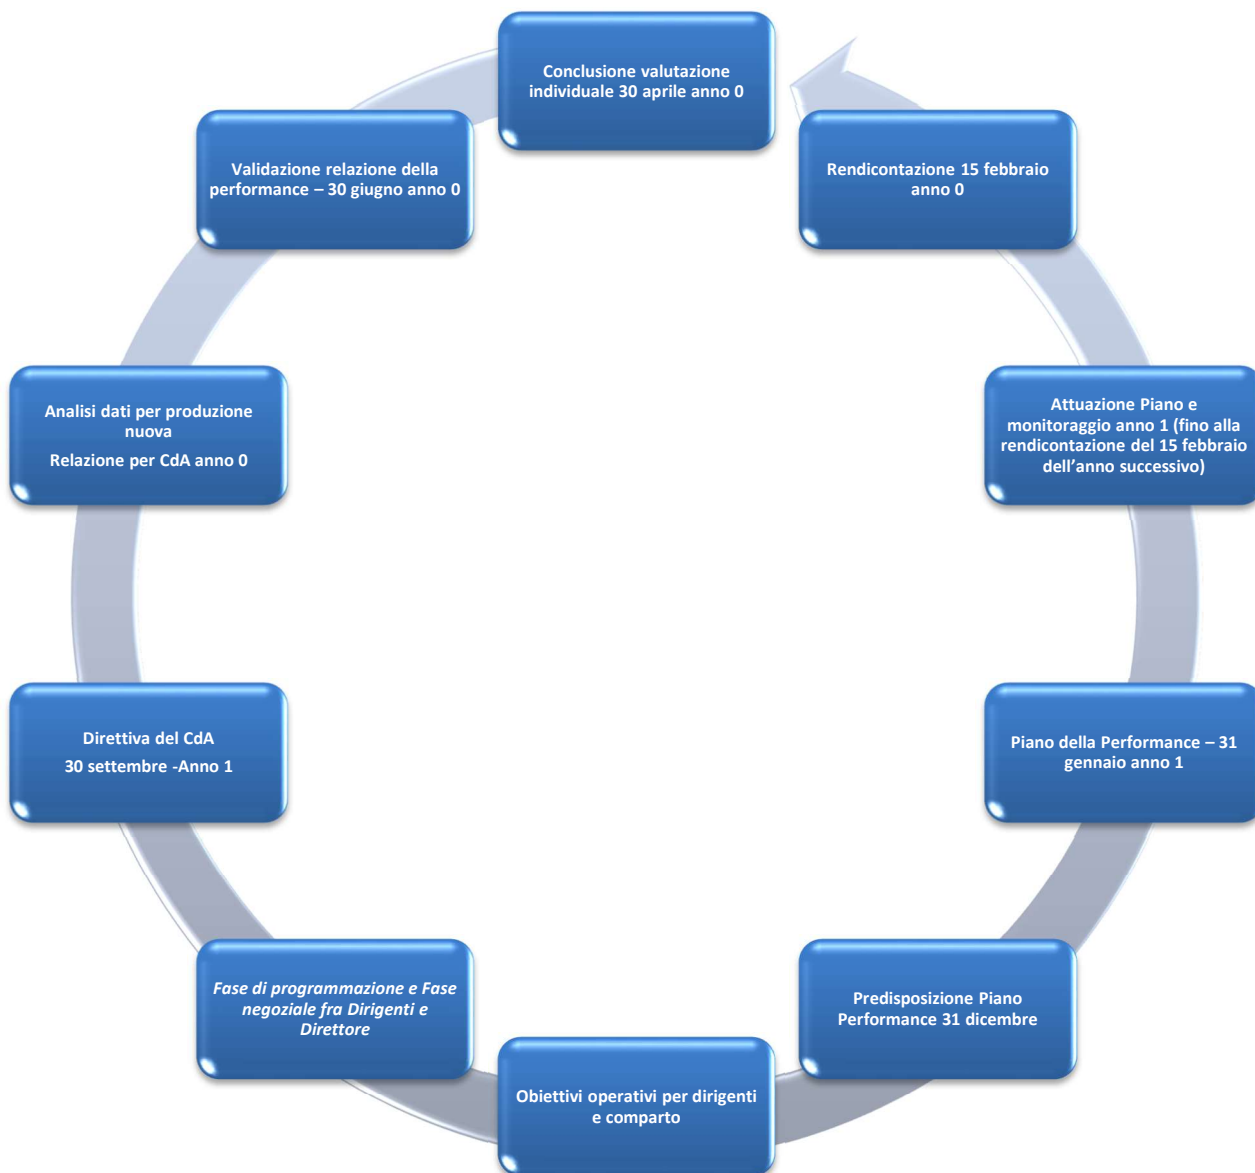 Conclusione valutazione
individuale 30 aprile anno 0
Rendicontazione 15 febbraio
anno 0
Attuazione Piano e
monitoraggio anno 1 (fino alla
rendicontazione del 15 febbraio
dell’anno successivo)
Piano della Performance – 31
gennaio anno 1
Predisposizione Piano
Performance 31 dicembre
Obiettivi operativi per dirigenti
e comparto
Fase di programmazione e Fase
negoziale fra Dirigenti e
Direttore
Direttiva del CdA
30 settembre -Anno 1
Analisi dati per produzione
nuova
Relazione per CdA anno 0
Validazione relazione della
performance – 30 giugno anno 0